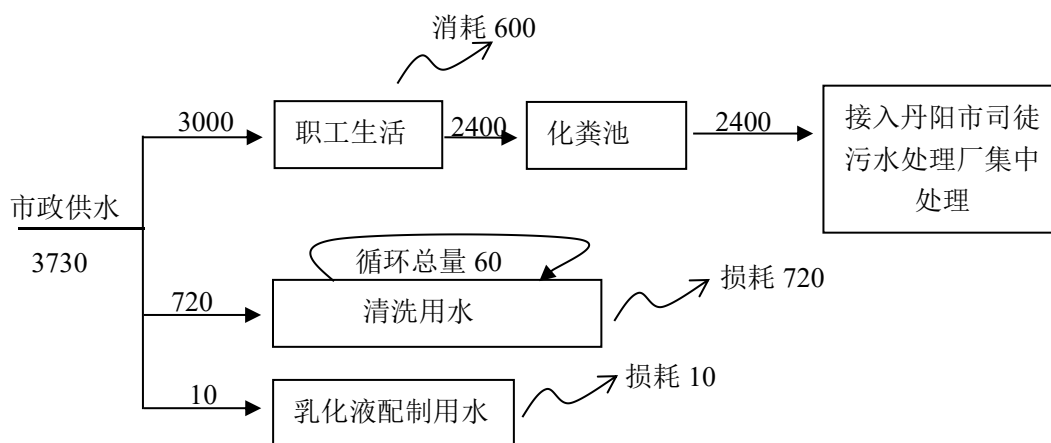 消耗 600
3000
职工生活
2400
化粪池
2400
接入丹阳市司徒
污水处理厂集中
处理
市政供水
3730
循环总量 60
720
清洗用水
损耗 720
10
乳化液配制用水
损耗 10